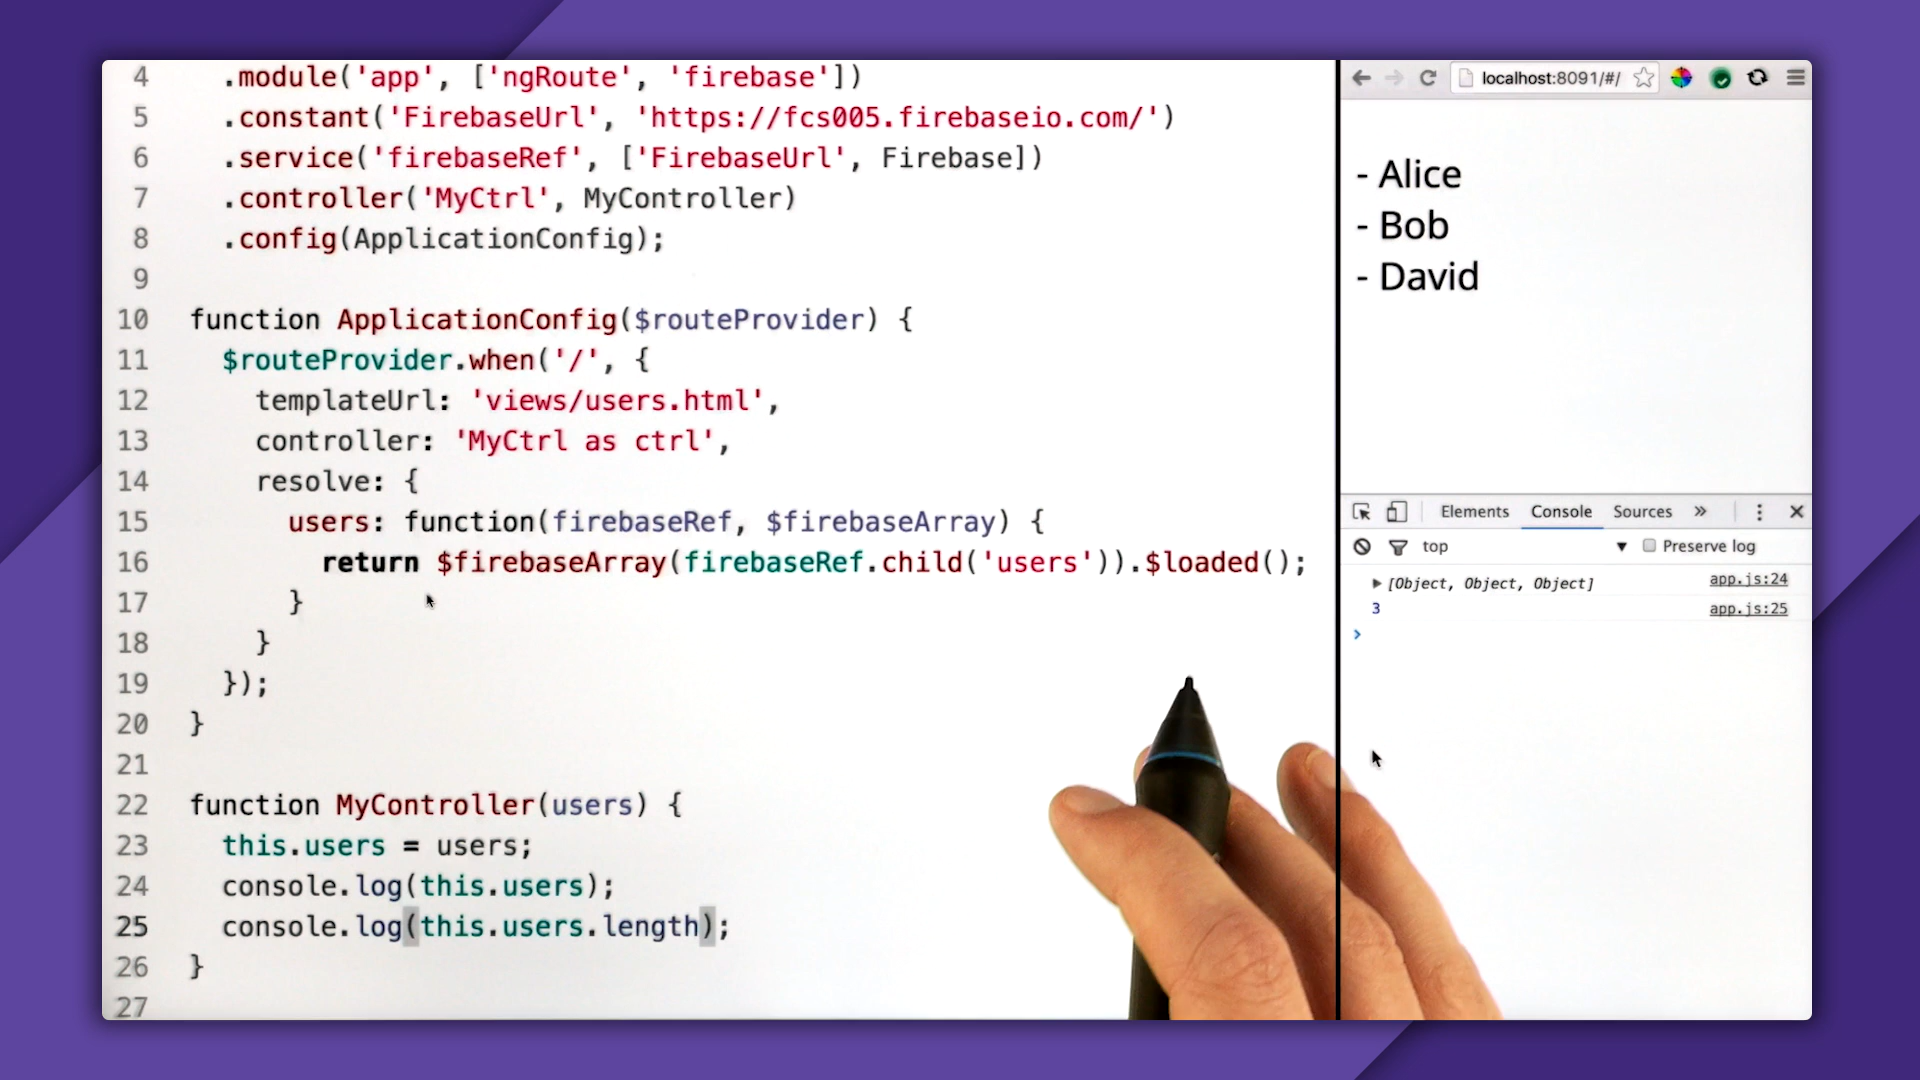 4 .module('app', ['ngRoute', 'firebase'])
5 .constant('FirebaseUrl', 'https://fcs005.firebaseio.com/')
6 .service('firebaseRef', ['FirebaseUrl', Firebase])
7 .controller('MyCtrl', MyController)
8 .config(ApplicationConfig);
9
10 function ApplicationConfig($routeProvider) {
11 $routeProvider.when('/', {
12 templateUrl: 'views/users.html',
13 controller: 'MyCtrl as ctrl',
14 resolve: {
15 users: function(firebaseRef, $firebaseArray) {
16 return $firebaseArray(firebaseRef.child('users')).$loaded();
17 }
18 }
19 });
20 }
21
22 function MyController(users) {
23 this.users = users;
24 console.log(this.users);
25 console.log(this.users.length);
26 }
27
localhost:8091/#/
- Alice
- Bob
- David
Elements Console Sources »
top Preserve log
[Object, Object, Object] app.js:24
3 app.js:25